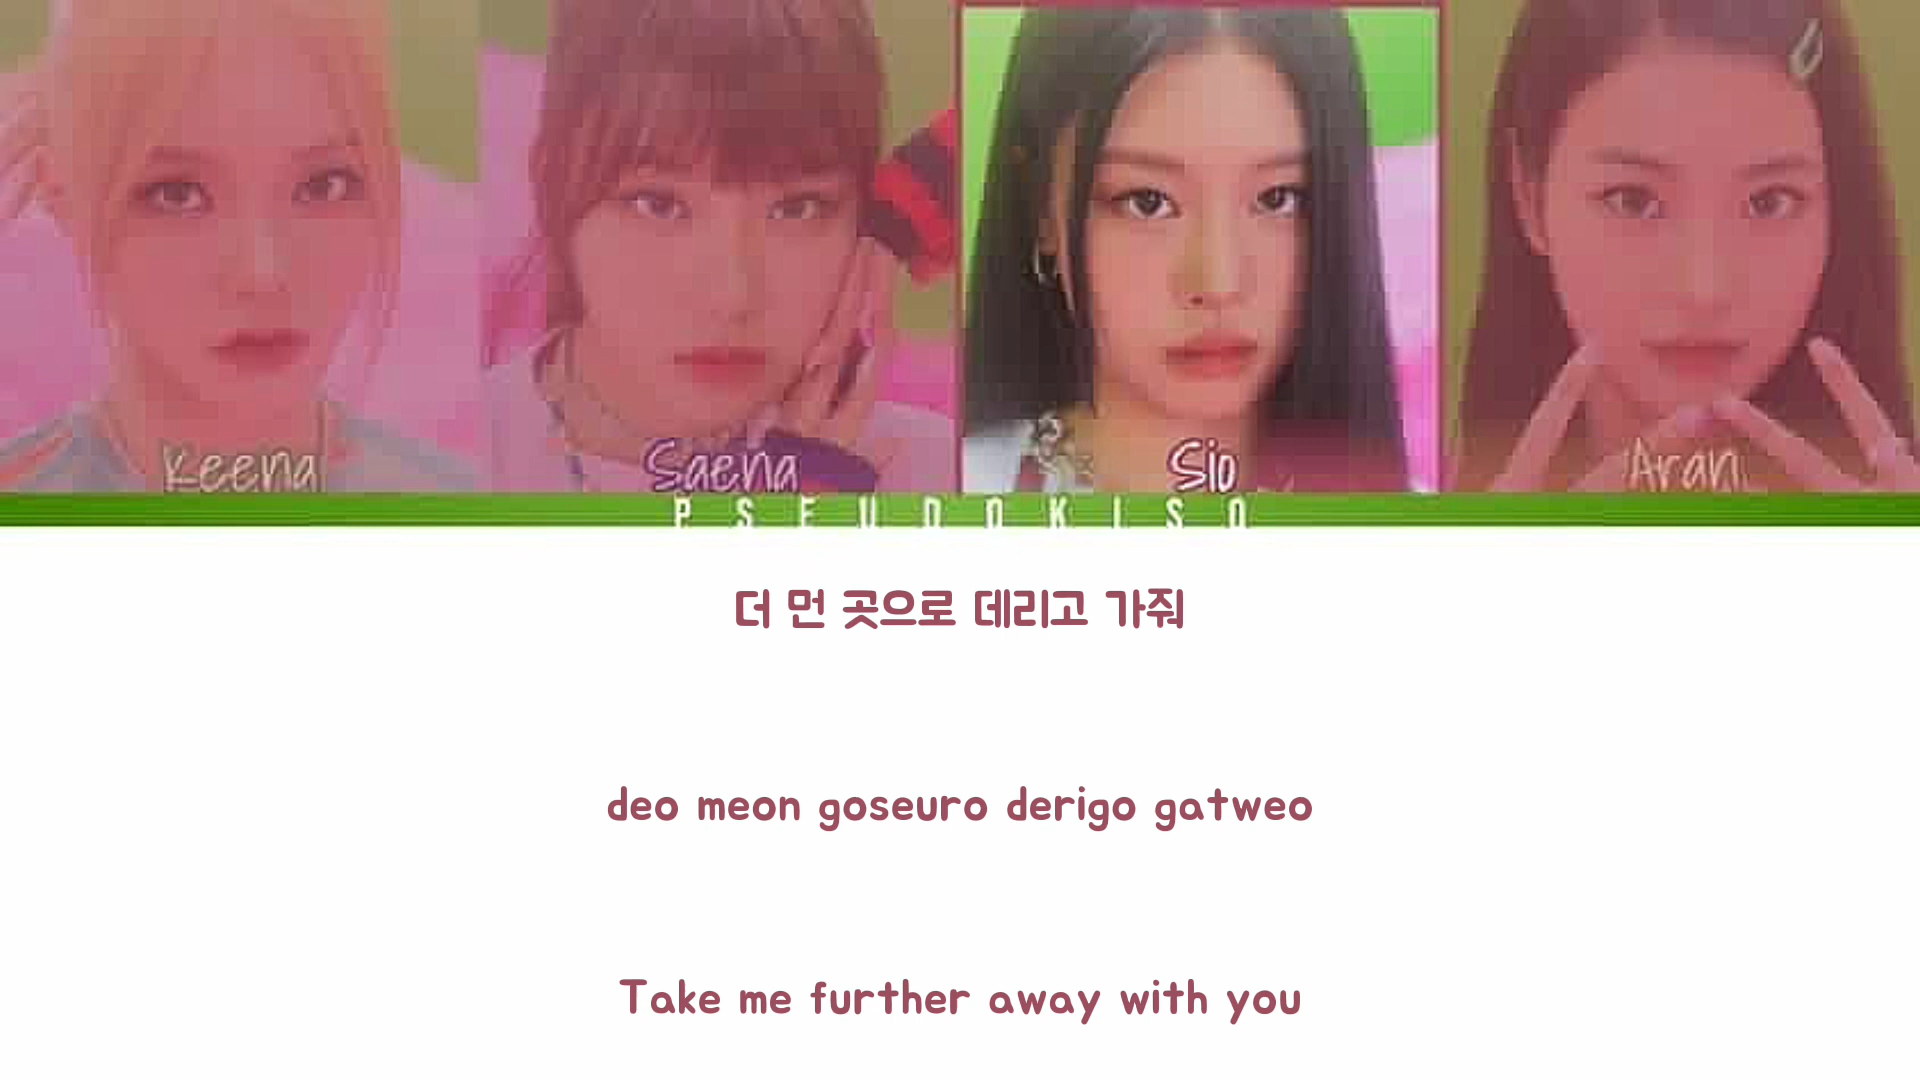 Keena Saena Sio Aran
PSEUDOKISO
더 먼 곳으로 데리고 가줘
deo meon goseuro derigo gatweo
Take me further away with you